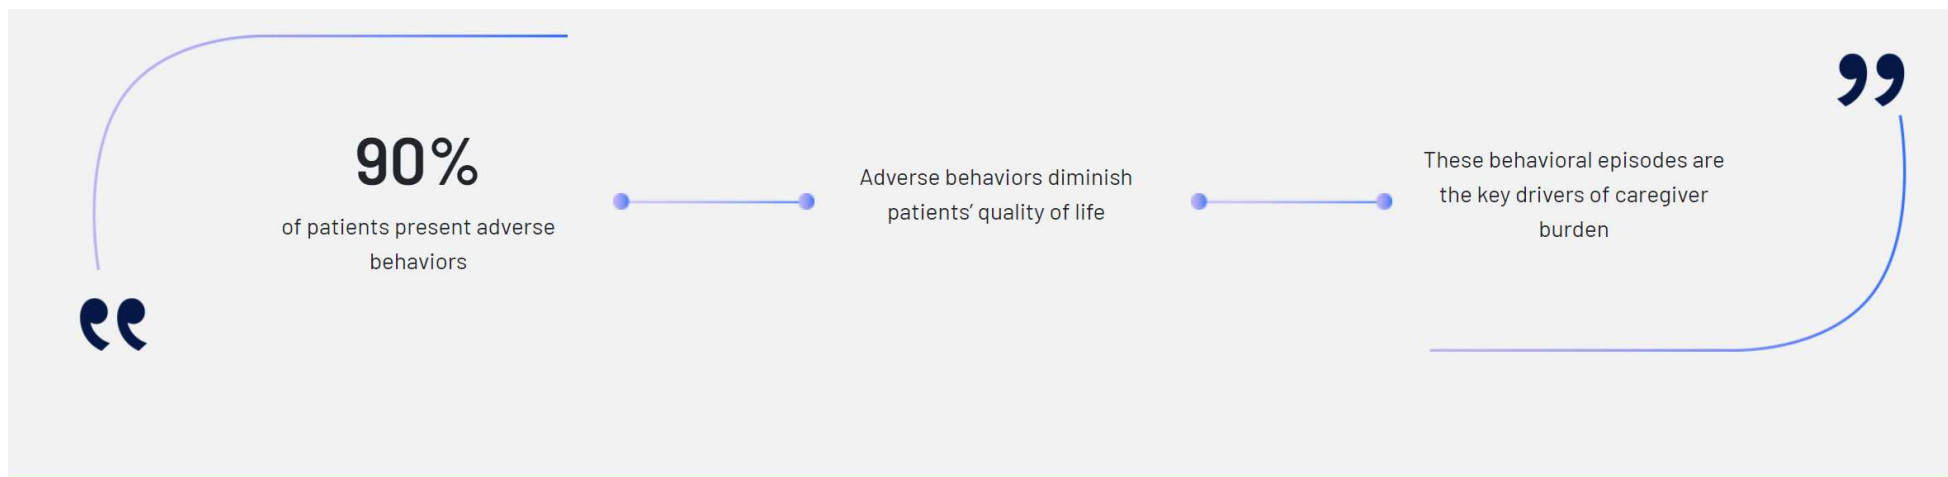 90%
of patients present adverse
behaviors
Adverse behaviors diminish
patients’ quality of life
These behavioral episodes are
the key drivers of caregiver
burden